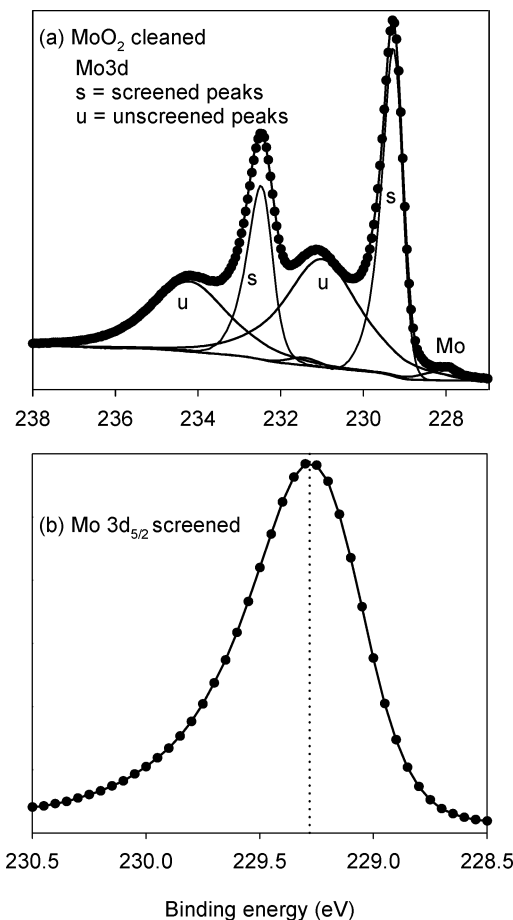 (a) MoO₂ cleaned
Mo3d
s = screened peaks
u = unscreened peaks
s
s
u
u
Mo
238 236 234 232 230 228
(b) Mo 3d₅/₂ screened
230.5 230.0 229.5 229.0 228.5
Binding energy (eV)